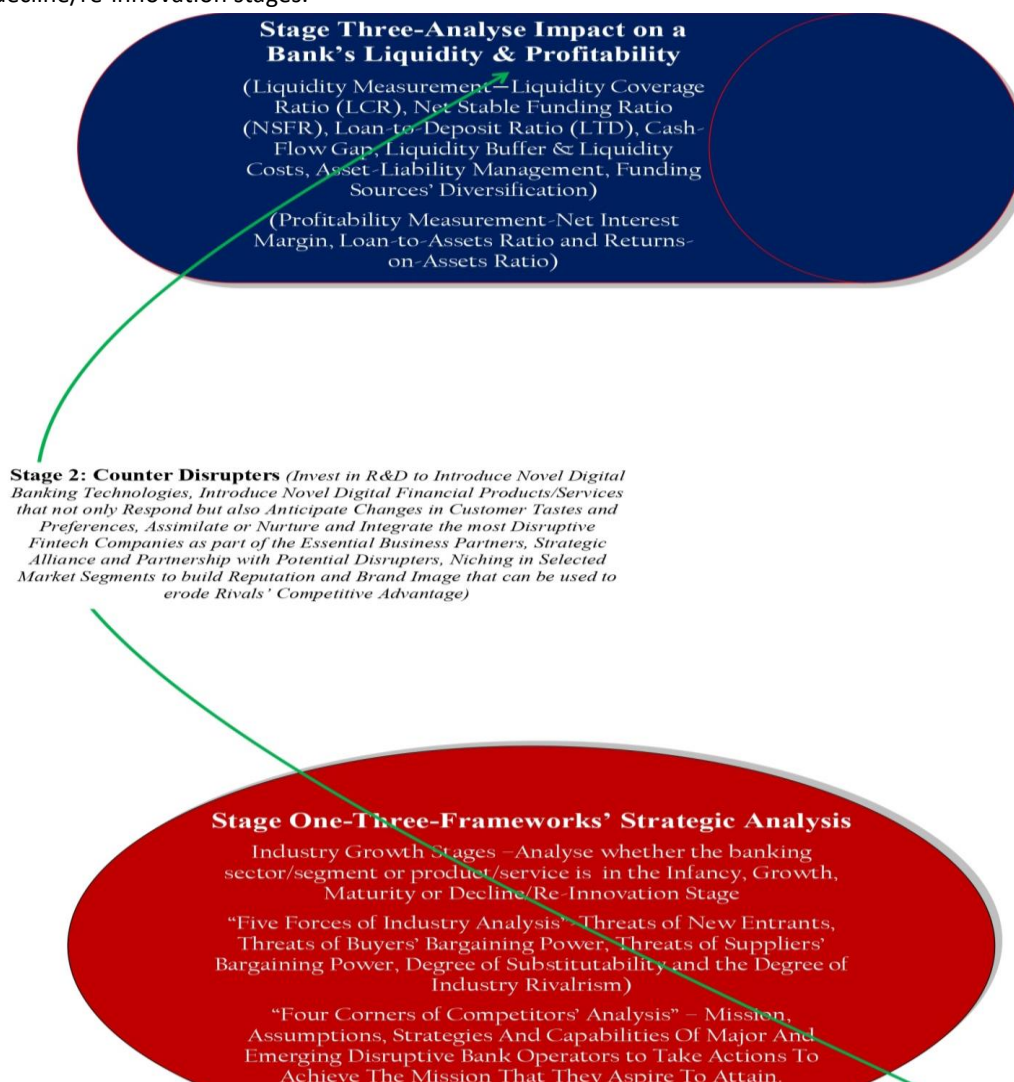 decline/re-innovation stages.
Stage Three-Analyse Impact on a
Bank's Liquidity & Profitability
(Liquidity Measurement–Liquidity Coverage
Ratio (LCR), Net Stable Funding Ratio
(NSFR), Loan-to-Deposit Ratio (LTD), Cash-
Flow Gap, Liquidity Buffer & Liquidity
Costs, Asset-Liability Management, Funding
Sources' Diversification)
(Profitability Measurement-Net Interest
Margin, Loan-to-Assets Ratio and Returns-
on-Assets Ratio)
Stage 2: Counter Disrupters (Invest in R&D to Introduce Novel Digital
Banking Technologies, Introduce Novel Digital Financial Products/Services
that not only Respond but also Anticipate Changes in Customer Tastes and
Preferences, Assimilate or Nurture and Integrate the most Disruptive
Fintech Companies as part of the Essential Business Partners, Strategic
Alliance and Partnership with Potential Disrupters, Niching in Selected
Market Segments to build Reputation and Brand Image that can be used to
erode Rivals' Competitive Advantage)
Stage One-Three-Frameworks' Strategic Analysis
Industry Growth Stages –Analyse whether the banking
sector/segment or product/service is in the Infancy, Growth,
Maturity or Decline/Re-Innovation Stage
"Five Forces of Industry Analysis"-Threats of New Entrants,
Threats of Buyers' Bargaining Power, Threats of Suppliers'
Bargaining Power, Degree of Substitutability and the Degree of
Industry Rivalrism)
"Four Corners of Competitors' Analysis" – Mission,
Assumptions, Strategies And Capabilities Of Major And
Emerging Disruptive Bank Operators to Take Actions To
Achieve The Mission That They Aspire To Attain.